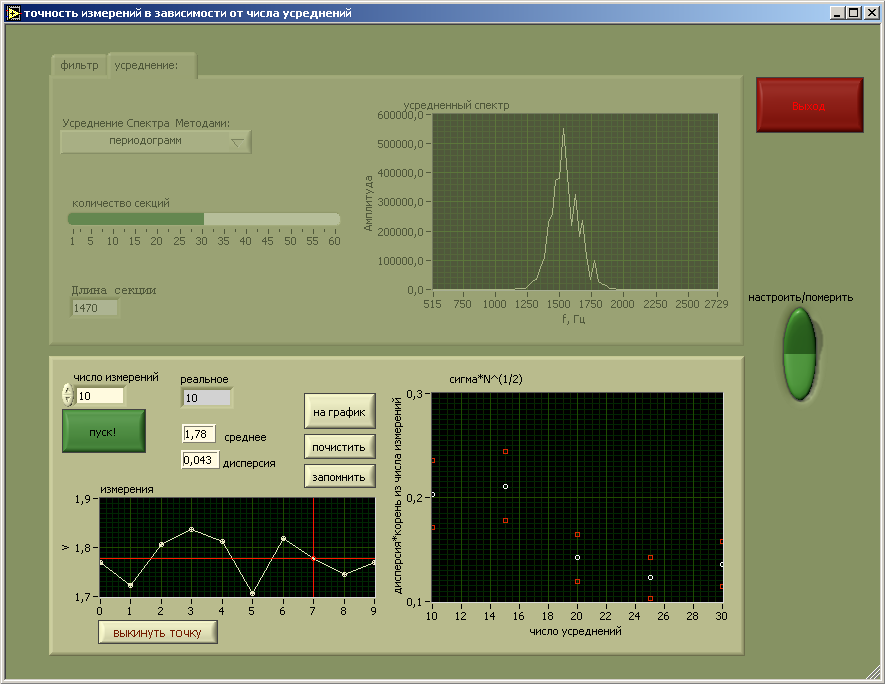 точность измерений в зависимости от числа усреднений
фильтр
усреднение:
Усреднение Спектра Методами:
периодограмм
количество секций
1 5 10 15 20 25 30 35 40 45 50 55 60
Длина секции
1470
усредненный спектр
Амплитуда
600000,0
500000,0
400000,0
300000,0
200000,0
100000,0
0,0
515 750 1000 1250 1500 1750 2000 2250 2500 2729
f, Гц
Выход
настроить/померить
число измерений
10
реальное
10
пуск!
1,78 среднее
0,043 дисперсия
на график
почистить
запомнить
измерения
v
1,9
1,8
1,7
0 1 2 3 4 5 6 7 8 9
выкинуть точку
сигма*N^(1/2)
дисперсия*корень из числа измерений
0,3
0,2
0,1
10 12 14 16 18 20 22 24 26 28 30
число усреднений